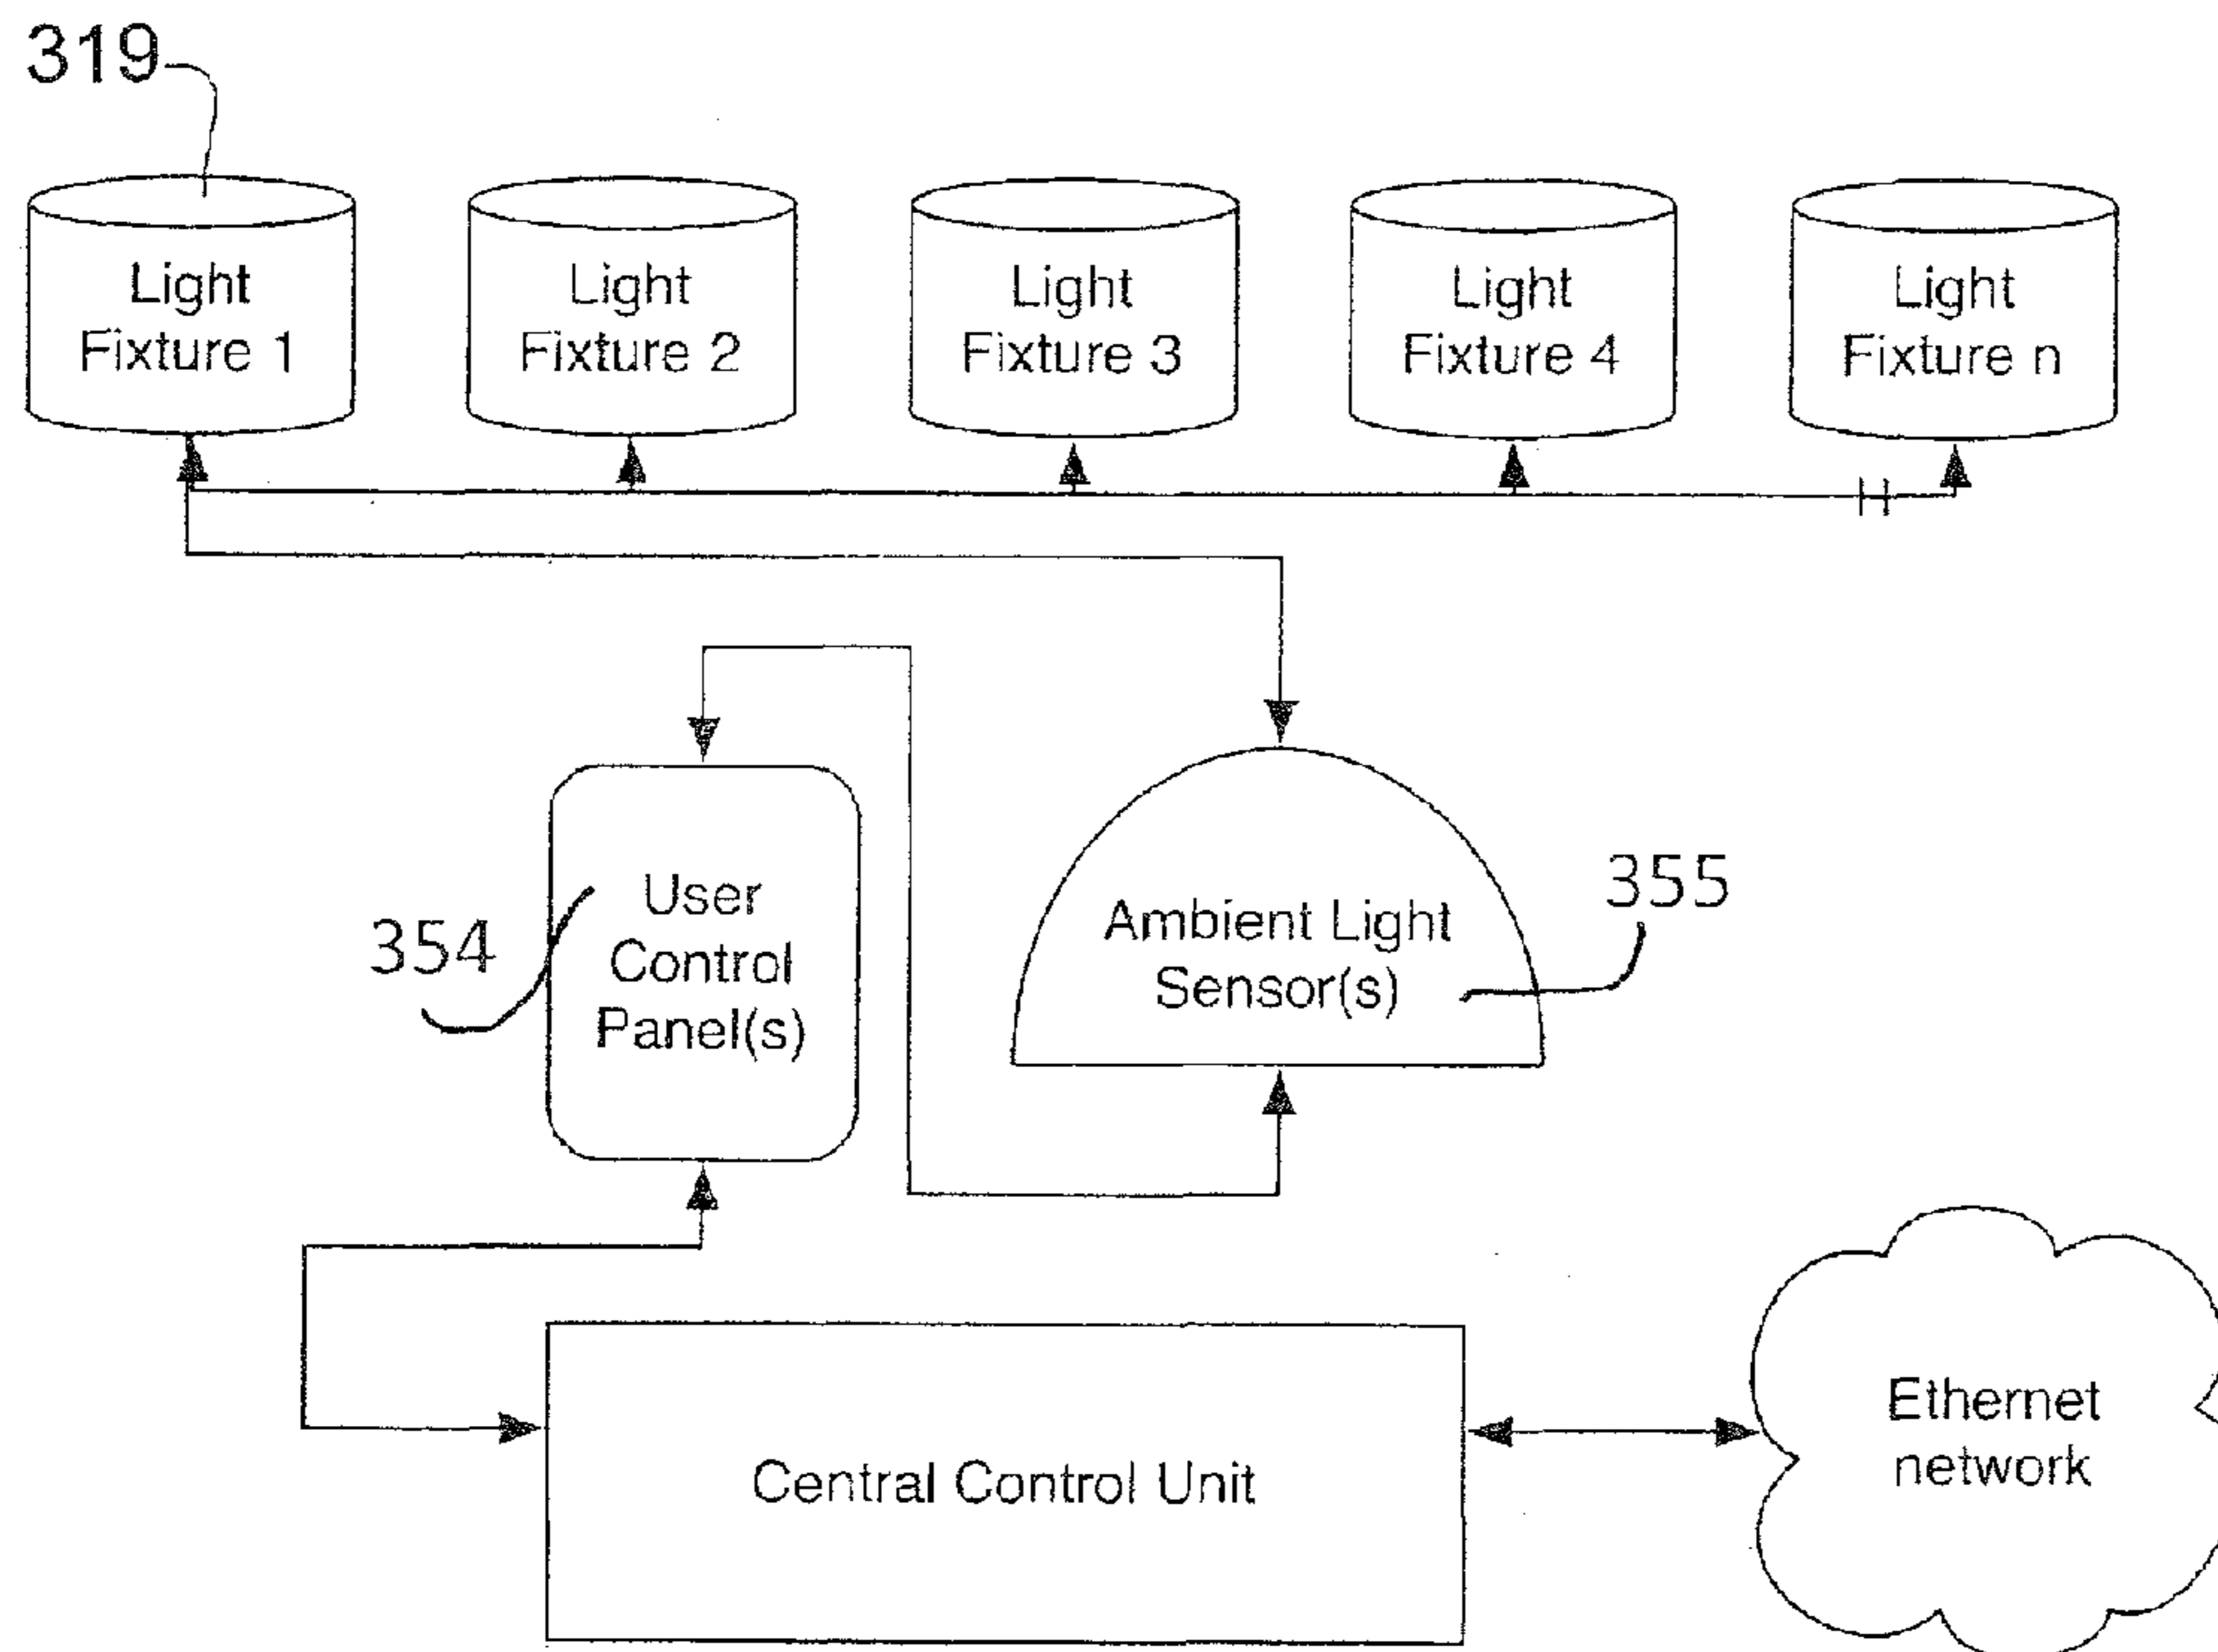 319
Light
Fixture 1
Light
Fixture 2
Light
Fixture 3
Light
Fixture 4
Light
Fixture n
354
User
Control
Panel(s)
Ambient Light
Sensor(s)
355
Central Control Unit
Ethernet
network